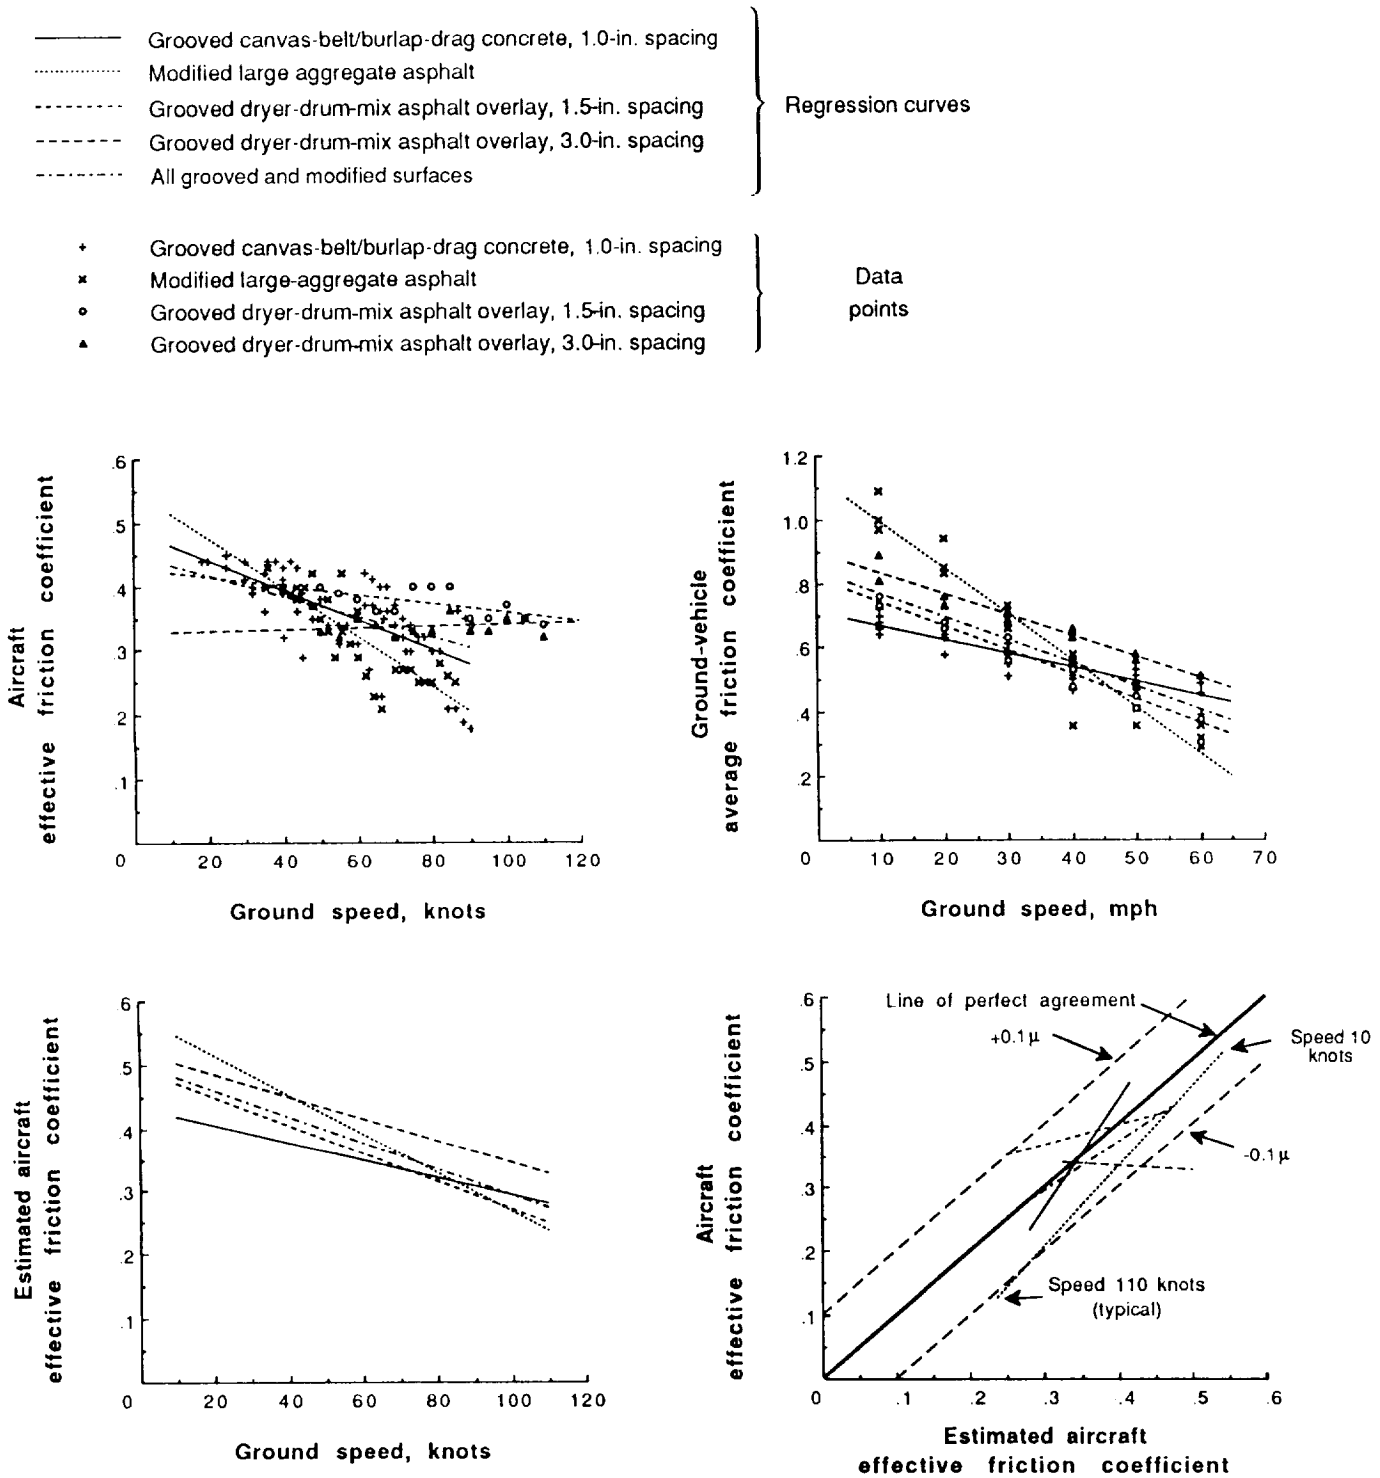 Grooved canvas-belt/burlap-drag concrete, 1.0-in. spacing
Modified large aggregate asphalt
Grooved dryer-drum-mix asphalt overlay, 1.5-in. spacing
Grooved dryer-drum-mix asphalt overlay, 3.0-in. spacing
All grooved and modified surfaces
Regression curves
Grooved canvas-belt/burlap-drag concrete, 1.0-in. spacing
Modified large-aggregate asphalt
Grooved dryer-drum-mix asphalt overlay, 1.5-in. spacing
Grooved dryer-drum-mix asphalt overlay, 3.0-in. spacing
Data
points
Aircraft
effective friction coefficient
.6
.5
.4
.3
.2
.1
0 20 40 60 80 100 120
Ground speed, knots
Ground-vehicle
average friction coefficient
1.2
1.0
.8
.6
.4
.2
0 10 20 30 40 50 60 70
Ground speed, mph
Estimated aircraft
effective friction coefficient
.6
.5
.4
.3
.2
.1
0 20 40 60 80 100 120
Ground speed, knots
Aircraft
effective friction coefficient
.6
.5
.4
.3
.2
.1
Line of perfect agreement
+0.1μ
Speed 10
knots
-0.1μ
Speed 110 knots
(typical)
0 .1 .2 .3 .4 .5 .6
Estimated aircraft
effective friction coefficient